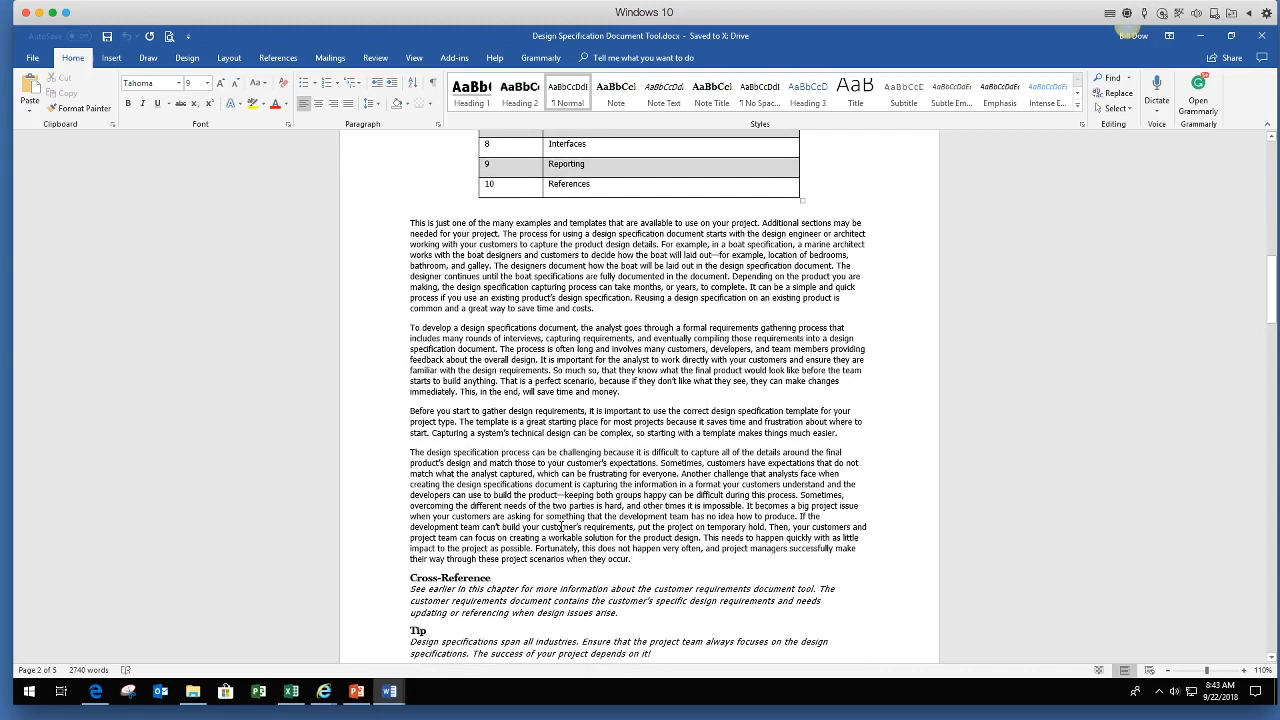 Windows 10
AutoSave
Design Specification Document Tool.docx - Saved to X: Drive
Bill Dow
File Home Insert Draw Design Layout References Mailings Review View Add-ins Help Grammarly Tell me what you want to do Share
Paste Cut Copy Format Painter
Tahoma 9
AaBbC AaBbCc AaBbCcDdI AaBbCc AaBbCcDdI AaBbCc AaBbCcDdI AaBbCcDd AaB AaBbCcDd AaBbCcDdE AaBbCcDdE AaBbCcDdE
Heading 1 Heading 2 ¶ Normal Note Note Text Note Title ¶ No Spac... Heading 3 Title Subtitle Subtle Em... Emphasis Intense E...
Find Replace Select
Dictate
Open Grammarly
Clipboard Font Paragraph Styles Editing Voice Grammarly
8 Interfaces
9 Reporting
10 References
This is just one of the many examples and templates that are available to use on your project. Additional sections may be
needed for your project. The process for using a design specification document starts with the design engineer or architect
working with your customers to capture the product design details. For example, in a boat specification, a marine architect
works with the boat designers and customers to decide how the boat will laid out—for example, location of bedrooms,
bathroom, and galley. The designers document how the boat will be laid out in the design specification document. The
designer continues until the boat specifications are fully documented in the document. Depending on the product you are
making, the design specification capturing process can take months, or years, to complete. It can be a simple and quick
process if you use an existing product's design specification. Reusing a design specification on an existing product is
common and a great way to save time and costs.
To develop a design specifications document, the analyst goes through a formal requirements gathering process that
includes many rounds of interviews, capturing requirements, and eventually compiling those requirements into a design
specification document. The process is often long and involves many customers, developers, and team members providing
feedback about the overall design. It is important for the analyst to work directly with your customers and ensure they are
familiar with the design requirements. So much so, that they know what the final product would look like before the team
starts to build anything. That is a perfect scenario, because if they don't like what they see, they can make changes
immediately. This, in the end, will save time and money.
Before you start to gather design requirements, it is important to use the correct design specification template for your
project type. The template is a great starting place for most projects because it saves time and frustration about where to
start. Capturing a system's technical design can be complex, so starting with a template makes things much easier.
The design specification process can be challenging because it is difficult to capture all of the details around the final
product's design and match those to your customer's expectations. Sometimes, customers have expectations that do not
match what the analyst captured, which can be frustrating for everyone. Another challenge that analysts face when
creating the design specifications document is capturing the information in a format your customers understand and the
developers can use to build the product—keeping both groups happy can be difficult during this process. Sometimes,
overcoming the different needs of the two parties is hard, and other times it is impossible. It becomes a big project issue
when your customers are asking for something that the development team has no idea how to produce. If the
development team can't build your customer's requirements, put the project on temporary hold. Then, your customers and
project team can focus on creating a workable solution for the product design. This needs to happen quickly with as little
impact to the project as possible. Fortunately, this does not happen very often, and project managers successfully make
their way through these project scenarios when they occur.
Cross-Reference
See earlier in this chapter for more information about the customer requirements document tool. The
customer requirements document contains the customer's specific design requirements and needs
updating or referencing when design issues arise.
Tip
Design specifications span all industries. Ensure that the project team always focuses on the design
specifications. The success of your project depends on it!
Page 2 of 5 2740 words 110%
8:43 AM
9/22/2018